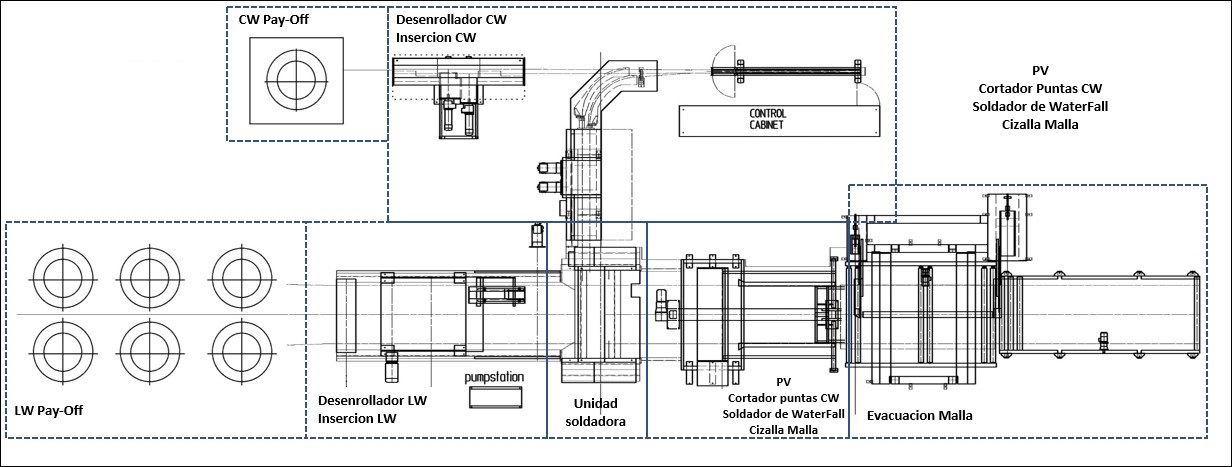 CW Pay-Off
Desenrollador CW
Insercion CW
PV
Cortador Puntas CW
Soldador de WaterFall
Cizalla Malla
CONTROL
CABINET
LW Pay-Off
Desenrollador LW
Insercion LW
pumpstation
Unidad
soldadora
PV
Cortador puntas CW
Soldador de WaterFall
Cizalla Malla
Evacuacion Malla